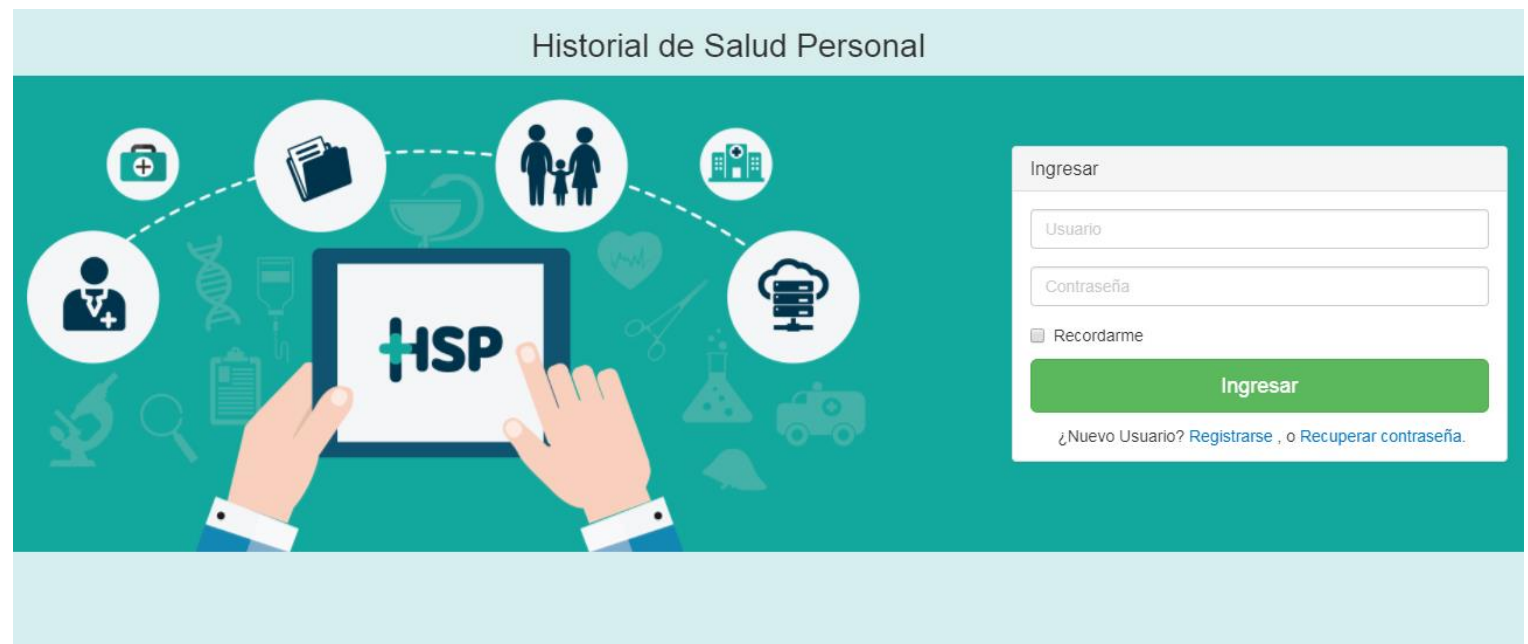 Historial de Salud Personal
HSP
Ingresar
Usuario
Contraseña
Recordarme
Ingresar
¿Nuevo Usuario? Registrarse , o Recuperar contraseña.